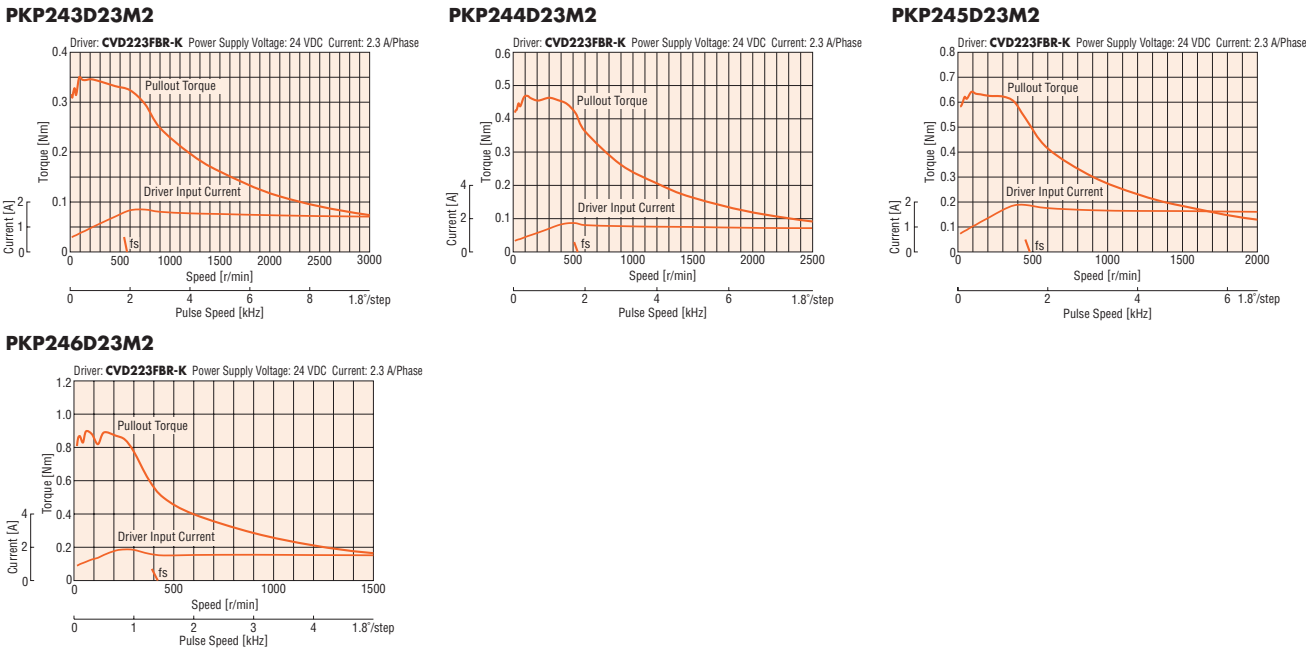 PKP243D23M2
Driver: CVD223FBR-K Power Supply Voltage: 24 VDC Current: 2.3 A/Phase
0.4
0.3
0.2
0.1
0
Torque [Nm]
2
1
0
Current [A]
Pullout Torque
Driver Input Current
fs
0 500 1000 1500 2000 2500 3000
Speed [r/min]
0 2 4 6 8 1.8˚/step
Pulse Speed [kHz]
PKP244D23M2
Driver: CVD223FBR-K Power Supply Voltage: 24 VDC Current: 2.3 A/Phase
0.6
0.5
0.4
0.3
0.2
0.1
0
Torque [Nm]
4
2
0
Current [A]
Pullout Torque
Driver Input Current
fs
0 500 1000 1500 2000 2500
Speed [r/min]
0 2 4 6 1.8˚/step
Pulse Speed [kHz]
PKP245D23M2
Driver: CVD223FBR-K Power Supply Voltage: 24 VDC Current: 2.3 A/Phase
0.8
0.7
0.6
0.5
0.4
0.3
0.2
0.1
0
Torque [Nm]
2
1
0
Current [A]
Pullout Torque
Driver Input Current
fs
0 500 1000 1500 2000
Speed [r/min]
0 2 4 6 1.8˚/step
Pulse Speed [kHz]
PKP246D23M2
Driver: CVD223FBR-K Power Supply Voltage: 24 VDC Current: 2.3 A/Phase
1.2
1.0
0.8
0.6
0.4
0.2
0
Torque [Nm]
4
2
0
Current [A]
Pullout Torque
Driver Input Current
fs
0 500 1000 1500
Speed [r/min]
0 1 2 3 4 1.8˚/step
Pulse Speed [kHz]